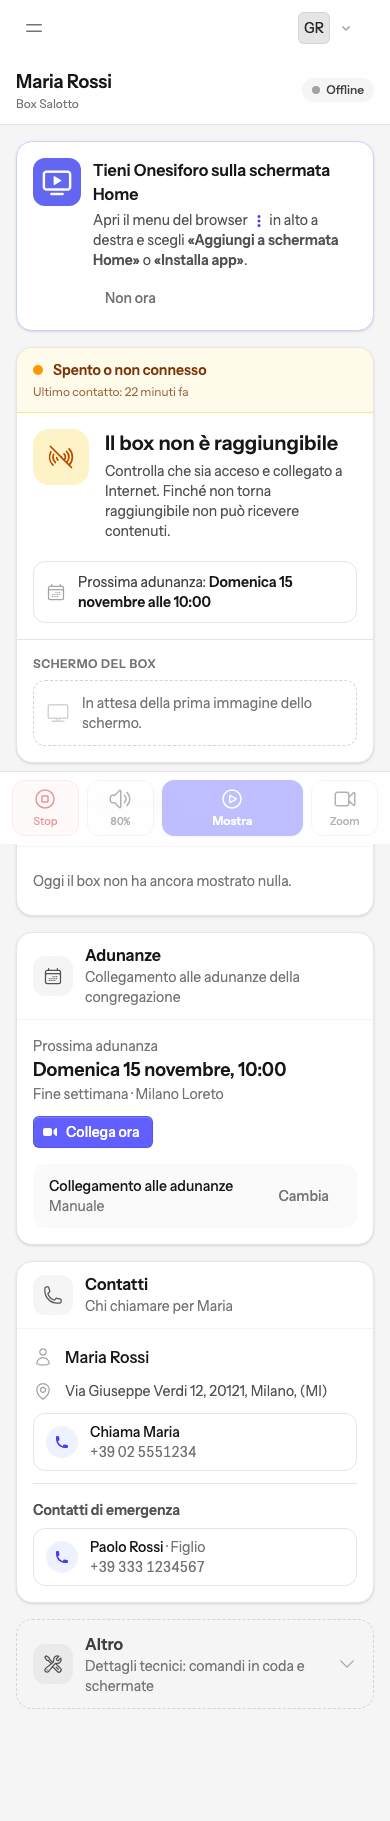 GR
Maria Rossi
Box Salotto
Offline
Tieni Onesiforo sulla schermata
Home
Apri il menu del browser in alto a
destra e scegli «Aggiungi a schermata
Home» o «Installa app».
Non ora
Spento o non connesso
Ultimo contatto: 22 minuti fa
Il box non è raggiungibile
Controlla che sia acceso e collegato a
Internet. Finché non torna
raggiungibile non può ricevere
contenuti.
Prossima adunanza: Domenica 15
novembre alle 10:00
SCHERMO DEL BOX
In attesa della prima immagine dello
schermo.
Stop
80%
Mostra
Zoom
Oggi il box non ha ancora mostrato nulla.
Adunanze
Collegamento alle adunanze della
congregazione
Prossima adunanza
Domenica 15 novembre, 10:00
Fine settimana · Milano Loreto
Collega ora
Collegamento alle adunanze
Manuale
Cambia
Contatti
Chi chiamare per Maria
Maria Rossi
Via Giuseppe Verdi 12, 20121, Milano, (MI)
Chiama Maria
+39 02 5551234
Contatti di emergenza
Paolo Rossi · Figlio
+39 333 1234567
Altro
Dettagli tecnici: comandi in coda e
schermate